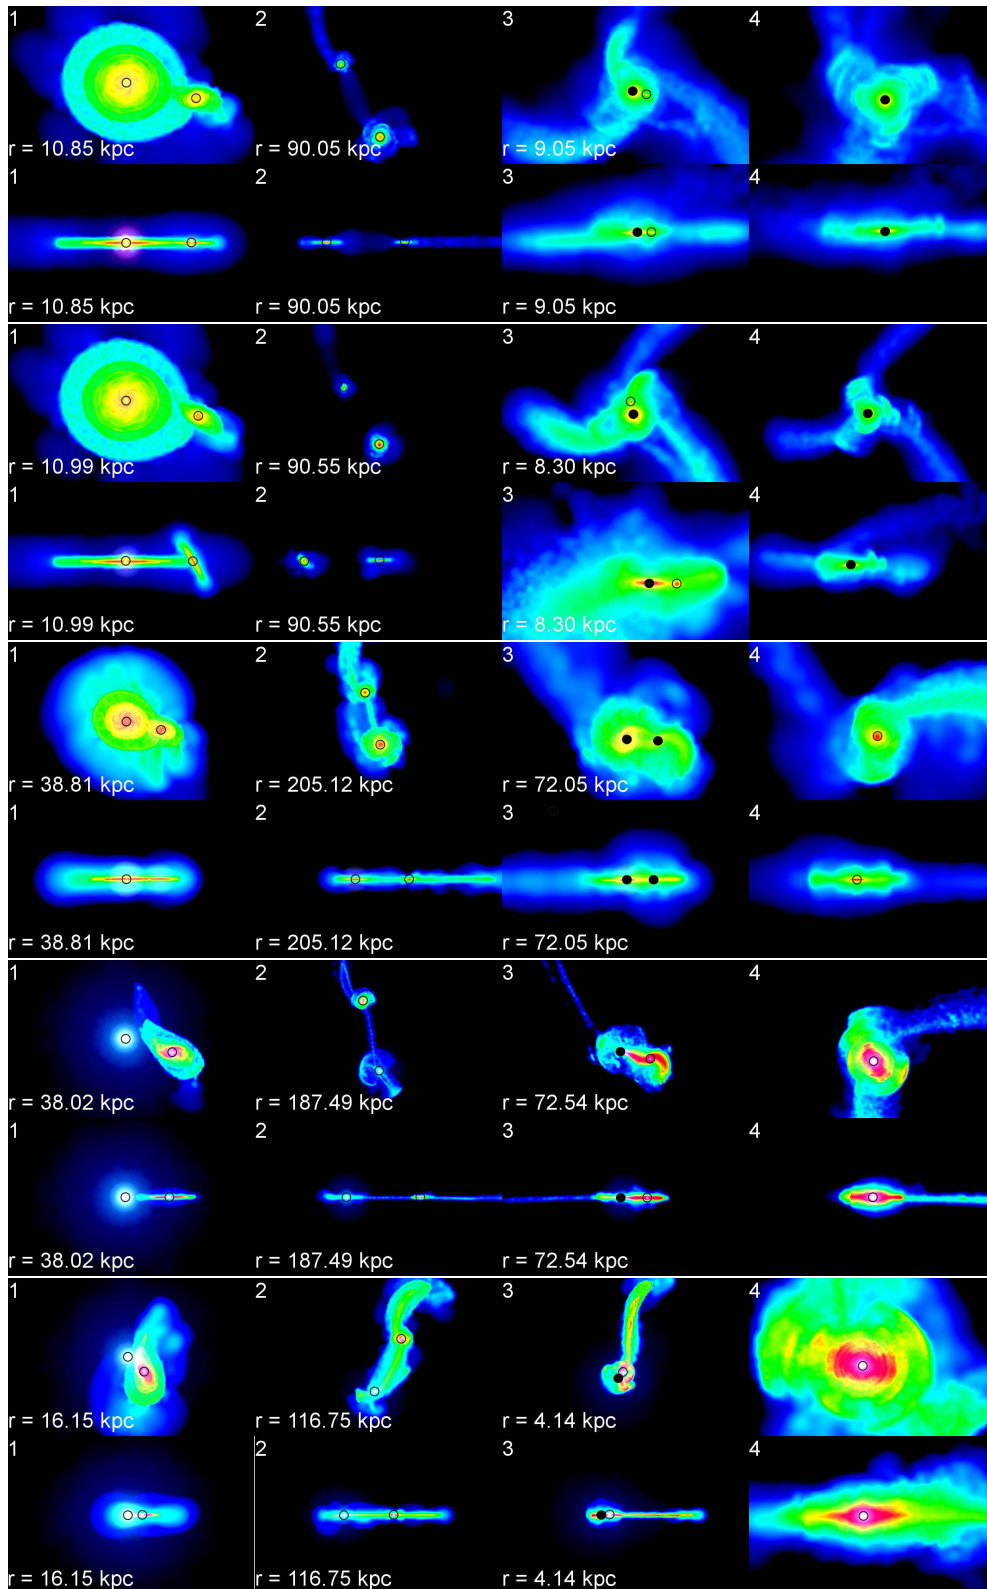 1 2 3 4
r = 10.85 kpc r = 90.05 kpc r = 9.05 kpc
1 2 3 4
r = 10.85 kpc r = 90.05 kpc r = 9.05 kpc
1 2 3 4
r = 10.99 kpc r = 90.55 kpc r = 8.30 kpc
1 2 3 4
r = 10.99 kpc r = 90.55 kpc r = 8.30 kpc
1 2 3 4
r = 38.81 kpc r = 205.12 kpc r = 72.05 kpc
1 2 3 4
r = 38.81 kpc r = 205.12 kpc r = 72.05 kpc
1 2 3 4
r = 38.02 kpc r = 187.49 kpc r = 72.54 kpc
1 2 3 4
r = 38.02 kpc r = 187.49 kpc r = 72.54 kpc
1 2 3 4
r = 16.15 kpc r = 116.75 kpc r = 4.14 kpc
1 2 3 4
r = 16.15 kpc r = 116.75 kpc r = 4.14 kpc